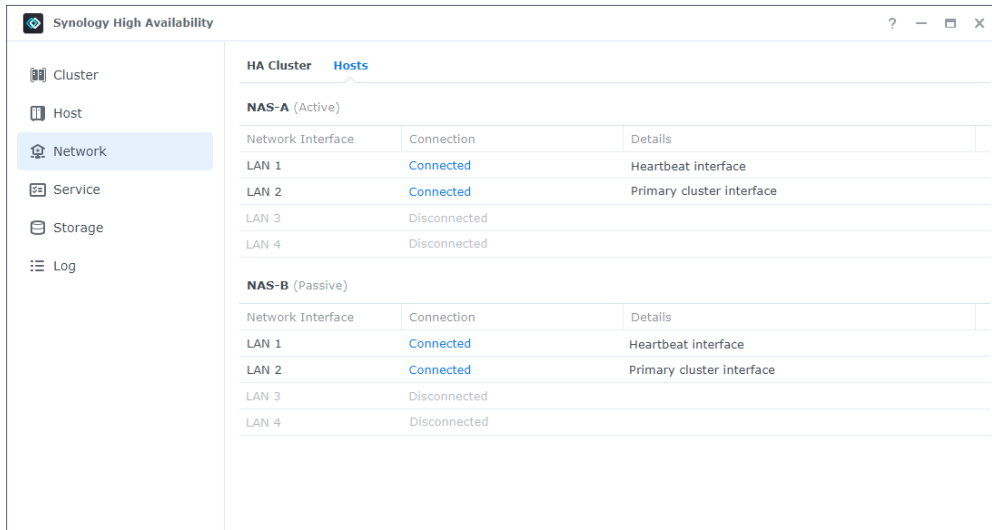 Synology High Availability
Cluster
Host
Network
Service
Storage
Log
HA Cluster Hosts
NAS-A (Active)
Network Interface Connection Details
LAN 1 Connected Heartbeat interface
LAN 2 Connected Primary cluster interface
LAN 3 Disconnected
LAN 4 Disconnected
NAS-B (Passive)
Network Interface Connection Details
LAN 1 Connected Heartbeat interface
LAN 2 Connected Primary cluster interface
LAN 3 Disconnected
LAN 4 Disconnected